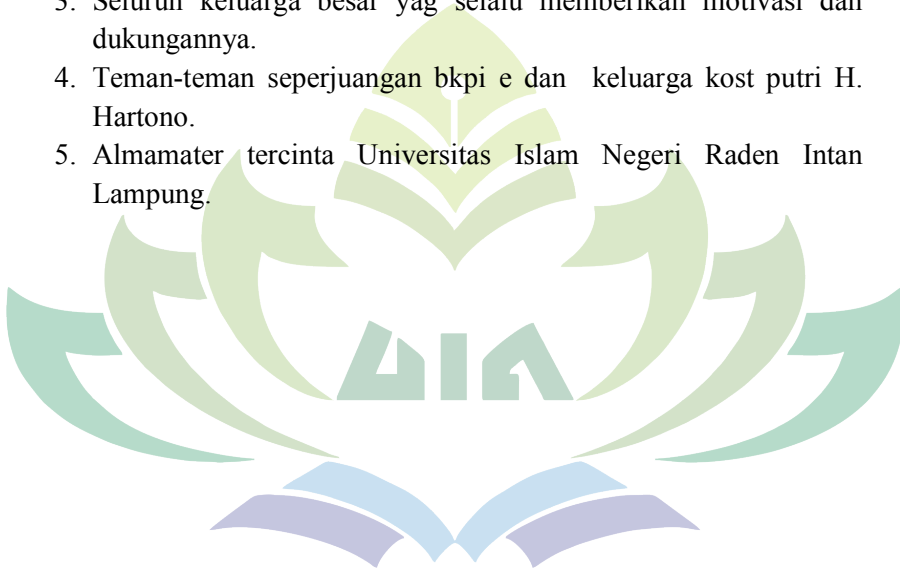 3. Seluruh keluarga besar yag selalu memberikan motivasi dan
dukungannya.
4. Teman-teman seperjuangan bkpi e dan keluarga kost putri H.
Hartono.
5. Almamater tercinta Universitas Islam Negeri Raden Intan
Lampung.